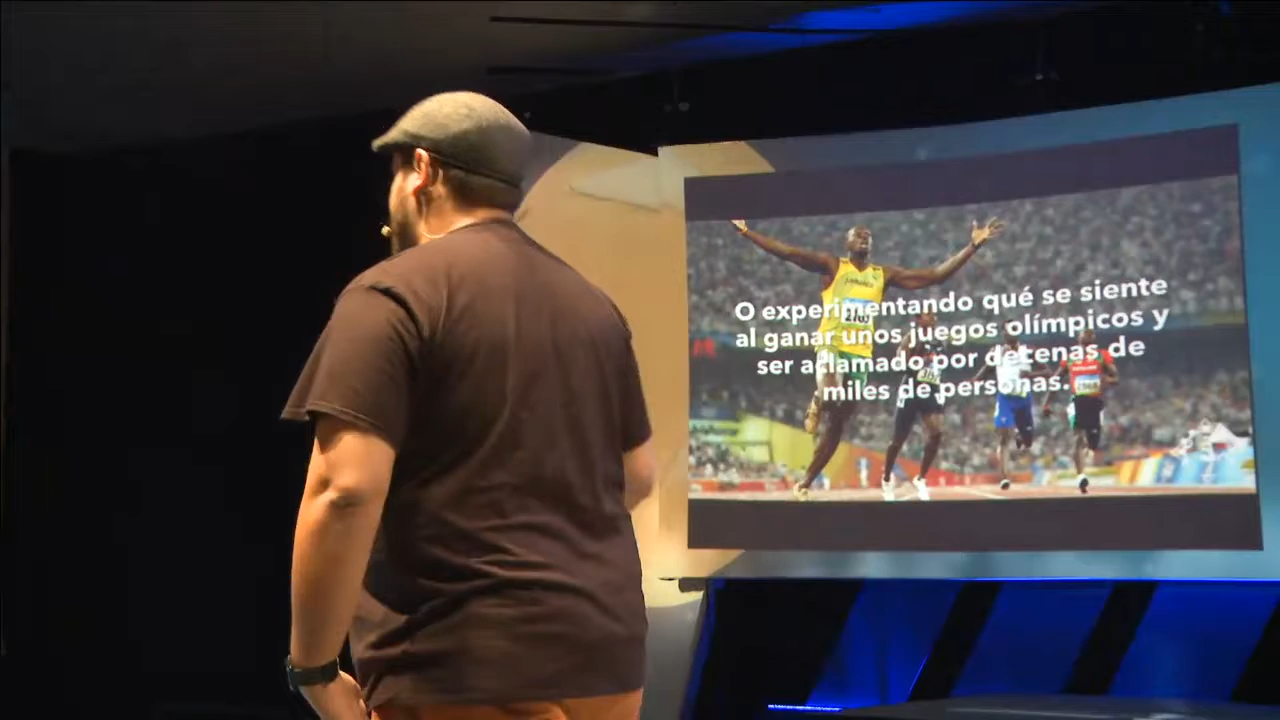 O experimentando qué se siente
al ganar unos juegos olímpicos y
ser aclamado por decenas de
miles de personas.